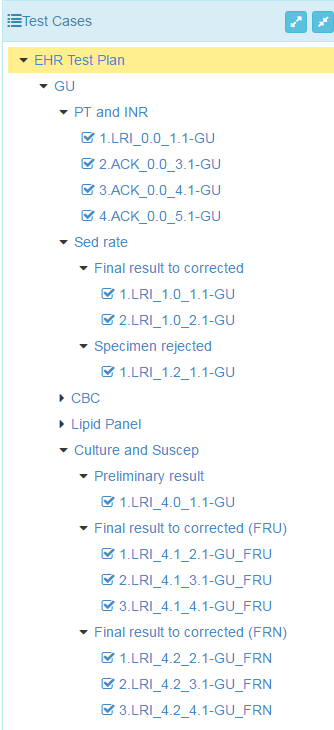 Test Cases
EHR Test Plan
GU
PT and INR
1.LRI_0.0_1.1-GU
2.ACK_0.0_3.1-GU
3.ACK_0.0_4.1-GU
4.ACK_0.0_5.1-GU
Sed rate
Final result to corrected
1.LRI_1.0_1.1-GU
2.LRI_1.0_2.1-GU
Specimen rejected
1.LRI_1.2_1.1-GU
CBC
Lipid Panel
Culture and Suscep
Preliminary result
1.LRI_4.0_1.1-GU
Final result to corrected (FRU)
1.LRI_4.1_2.1-GU_FRU
2.LRI_4.1_3.1-GU_FRU
3.LRI_4.1_4.1-GU_FRU
Final result to corrected (FRN)
1.LRI_4.2_2.1-GU_FRN
2.LRI_4.2_3.1-GU_FRN
3.LRI_4.2_4.1-GU_FRN